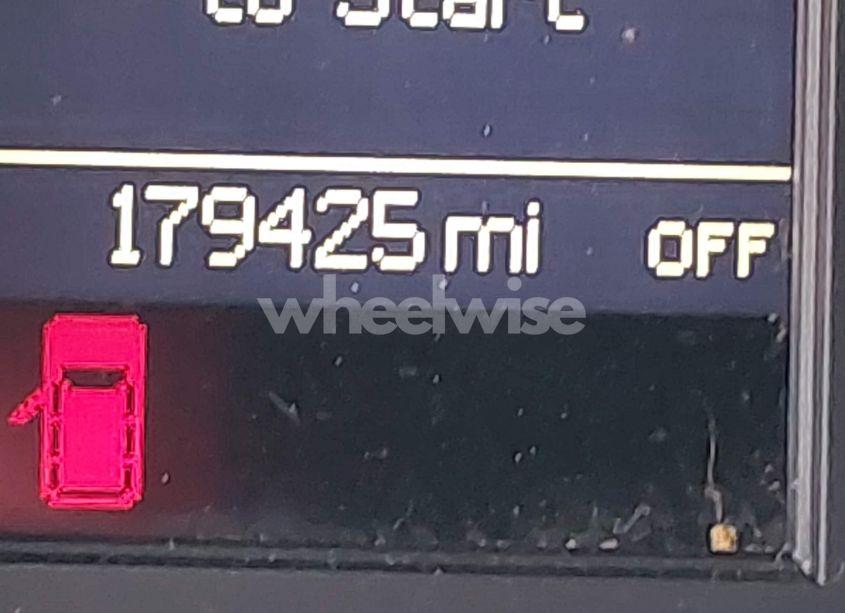 to Start
179425 mi OFF
wheelwise